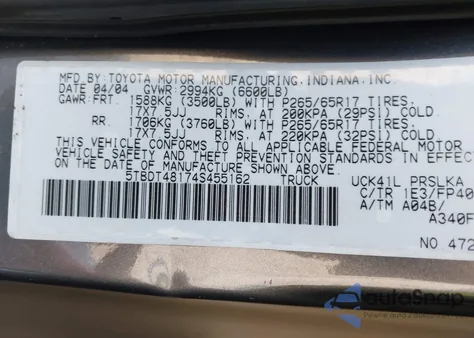 MFD.BY:TOYOTA MOTOR MANUFACTURING.INDIANA.INC.
DATE 04/04 GVWR: 2994KG (6600LB)
GAWR:FRT. 1588KG (3500LB) WITH P265/65R17 TIRES.
17X7.5JJ RIMS, AT 200KPA (29PSI) COLD
RR. 1706KG (3760LB) WITH P265/65R17 TIRES.
17X7.5JJ RIMS, AT 220KPA (32PSI) COLD
THIS VEHICLE CONFORMS TO ALL APPLICABLE FEDERAL MOTOR
VEHICLE SAFETY AND THEFT PREVENTION STANDARDS IN EFFECT
ON THE DATE OF MANUFACTURE SHOWN ABOVE.
5TBDT48174S455162 TRUCK UCK41L PRSLKA
C/TR 1E3/FP40
A/TM A04B/
A340F
NO 472
autoSnap